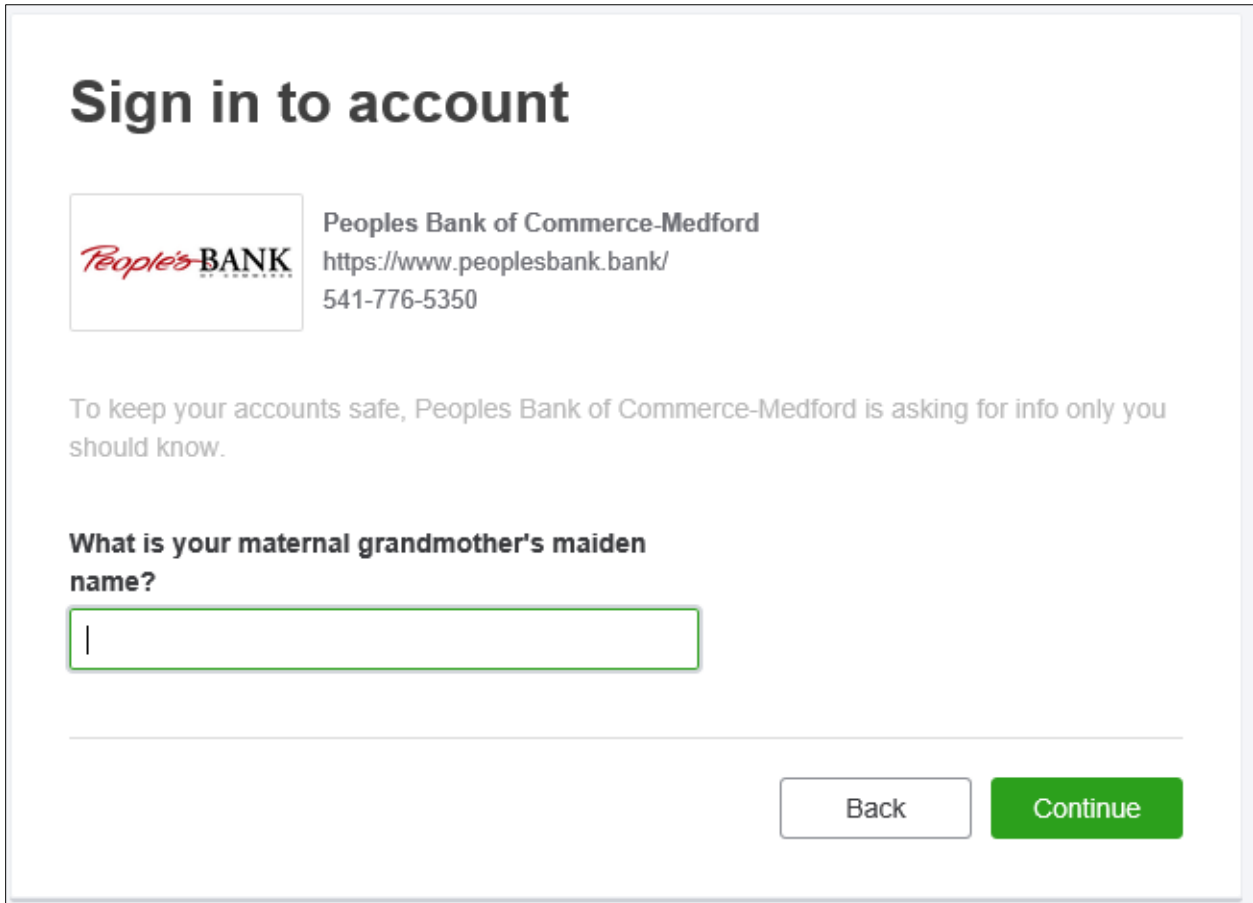 Sign in to account
People's BANK
OF COMMERCE
Peoples Bank of Commerce-Medford
https://www.peoplesbank.bank/
541-776-5350
To keep your accounts safe, Peoples Bank of Commerce-Medford is asking for info only you
should know.
What is your maternal grandmother's maiden
name?
Back
Continue